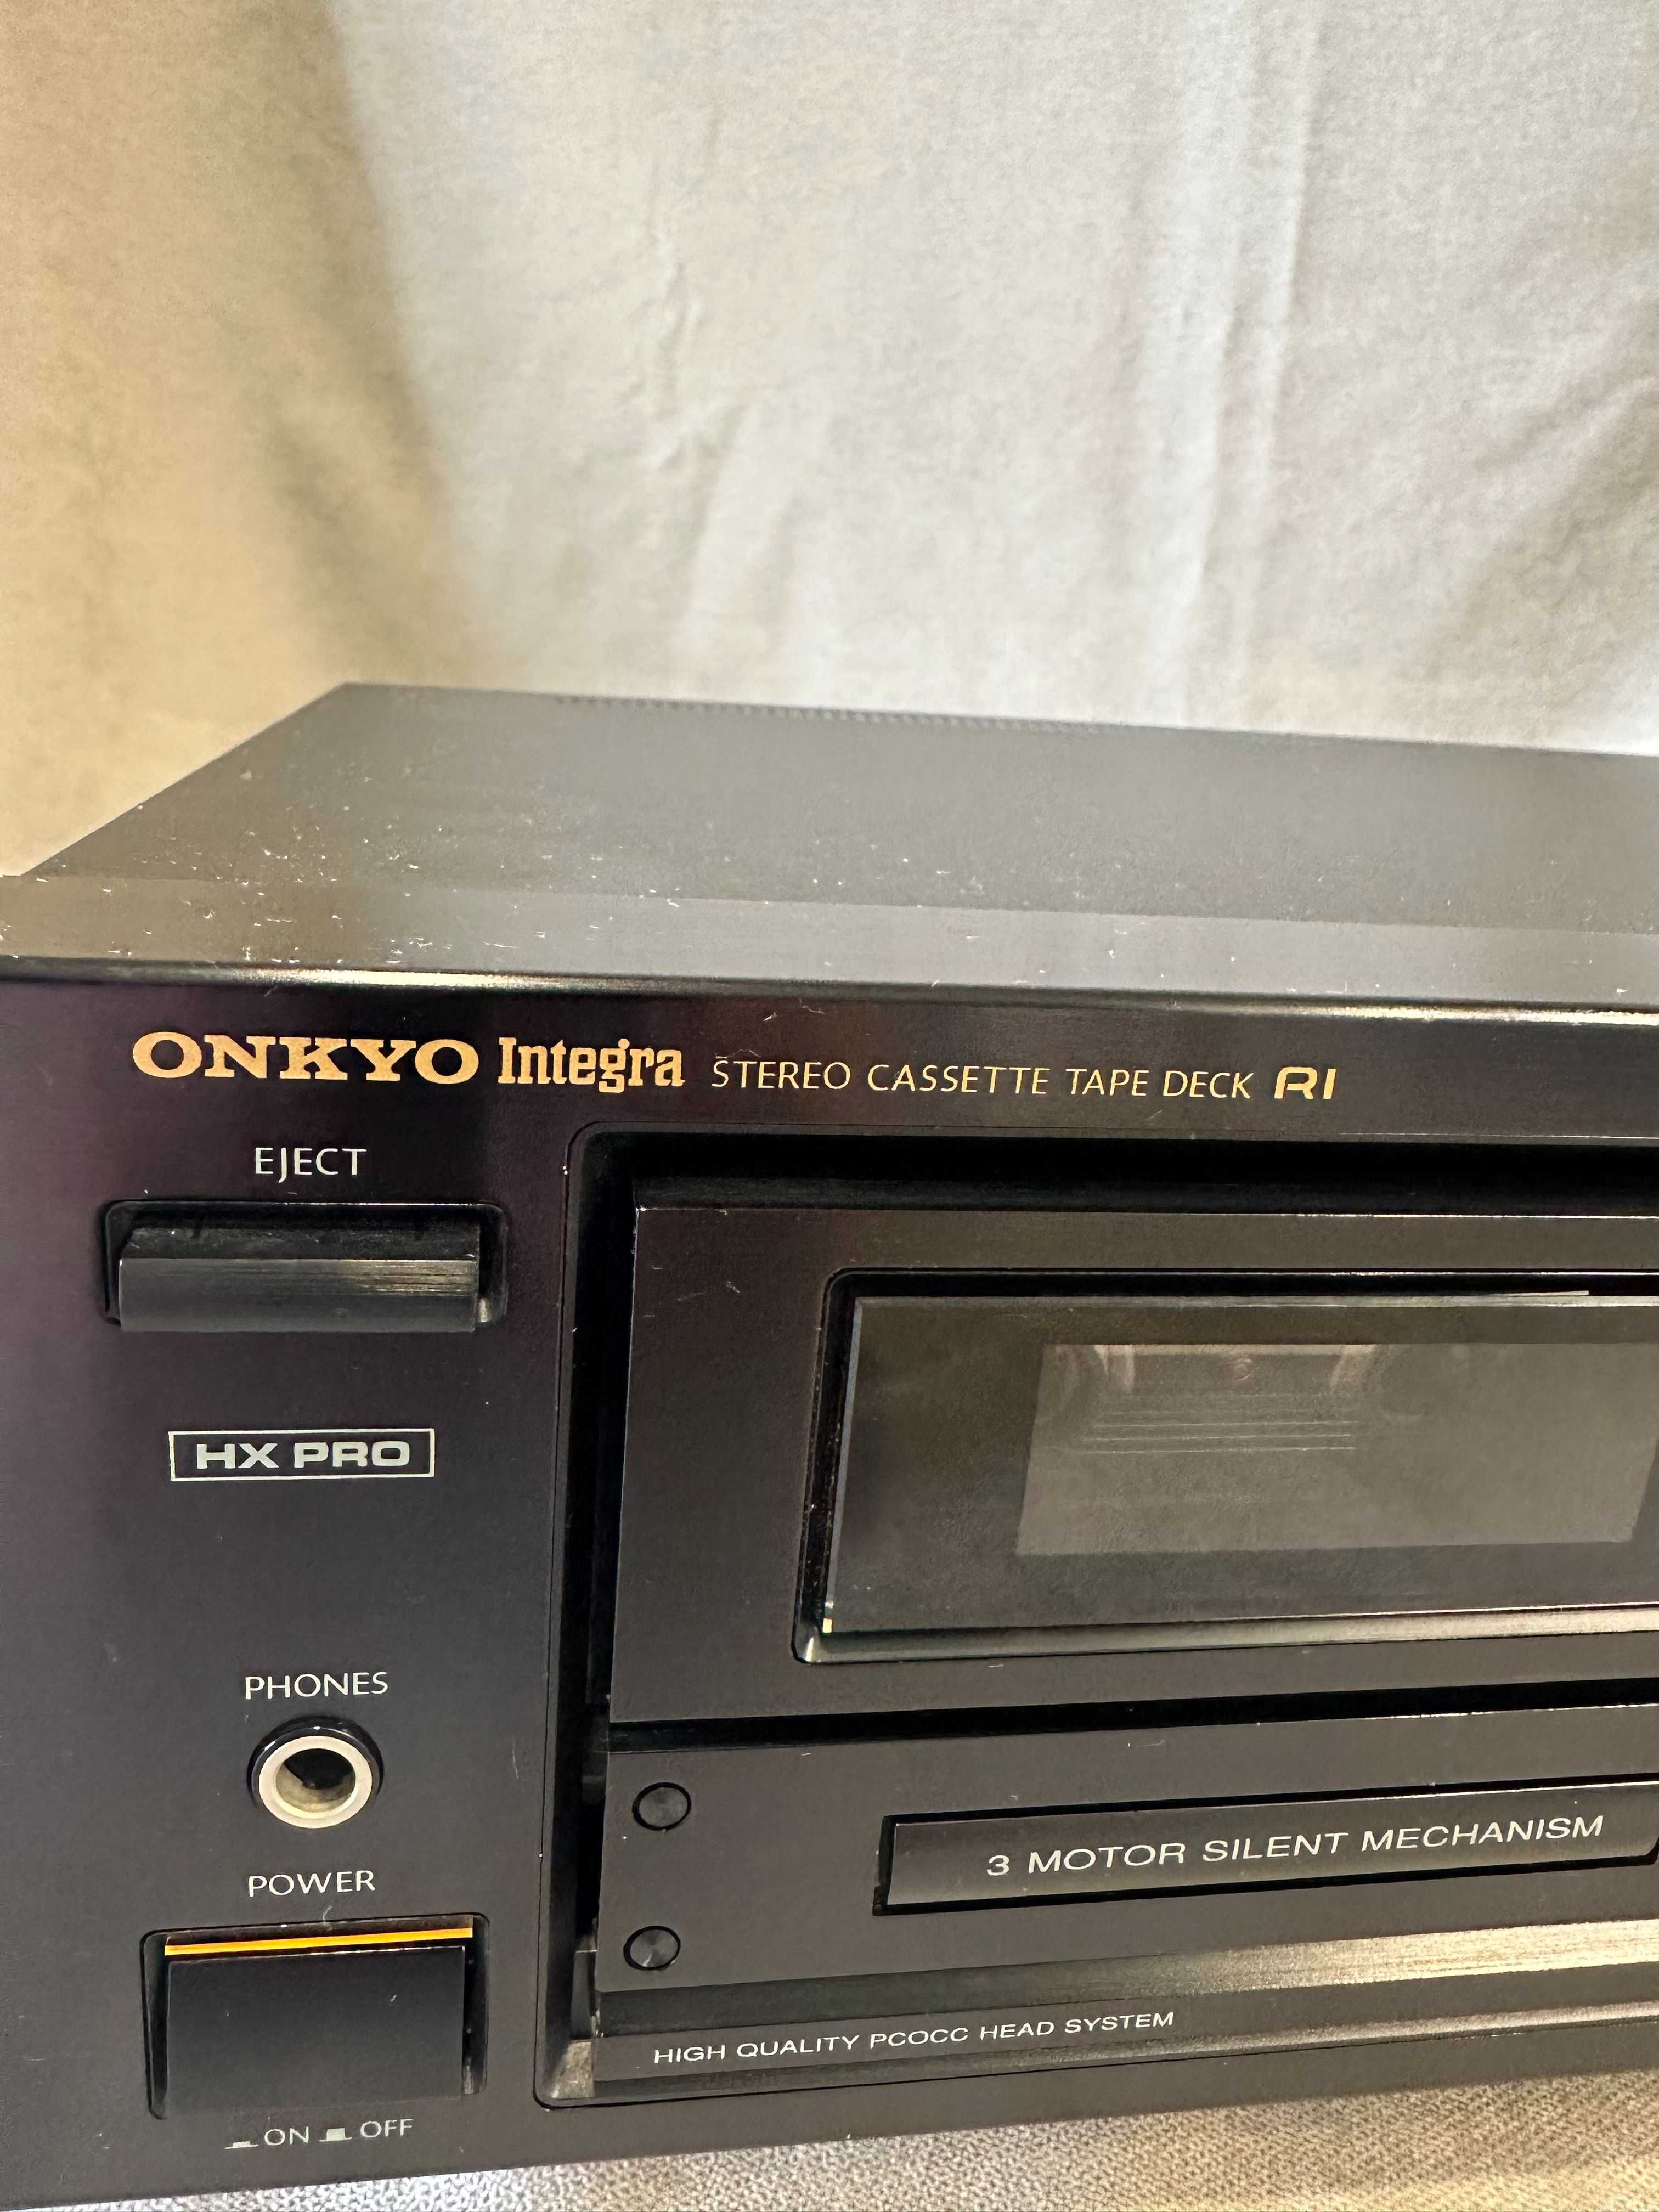 ONKYO Integra STEREO CASSETTE TAPE DECK RI
EJECT
HX PRO
PHONES
3 MOTOR SILENT MECHANISM
POWER
HIGH QUALITY PCOCC HEAD SYSTEM
ON OFF